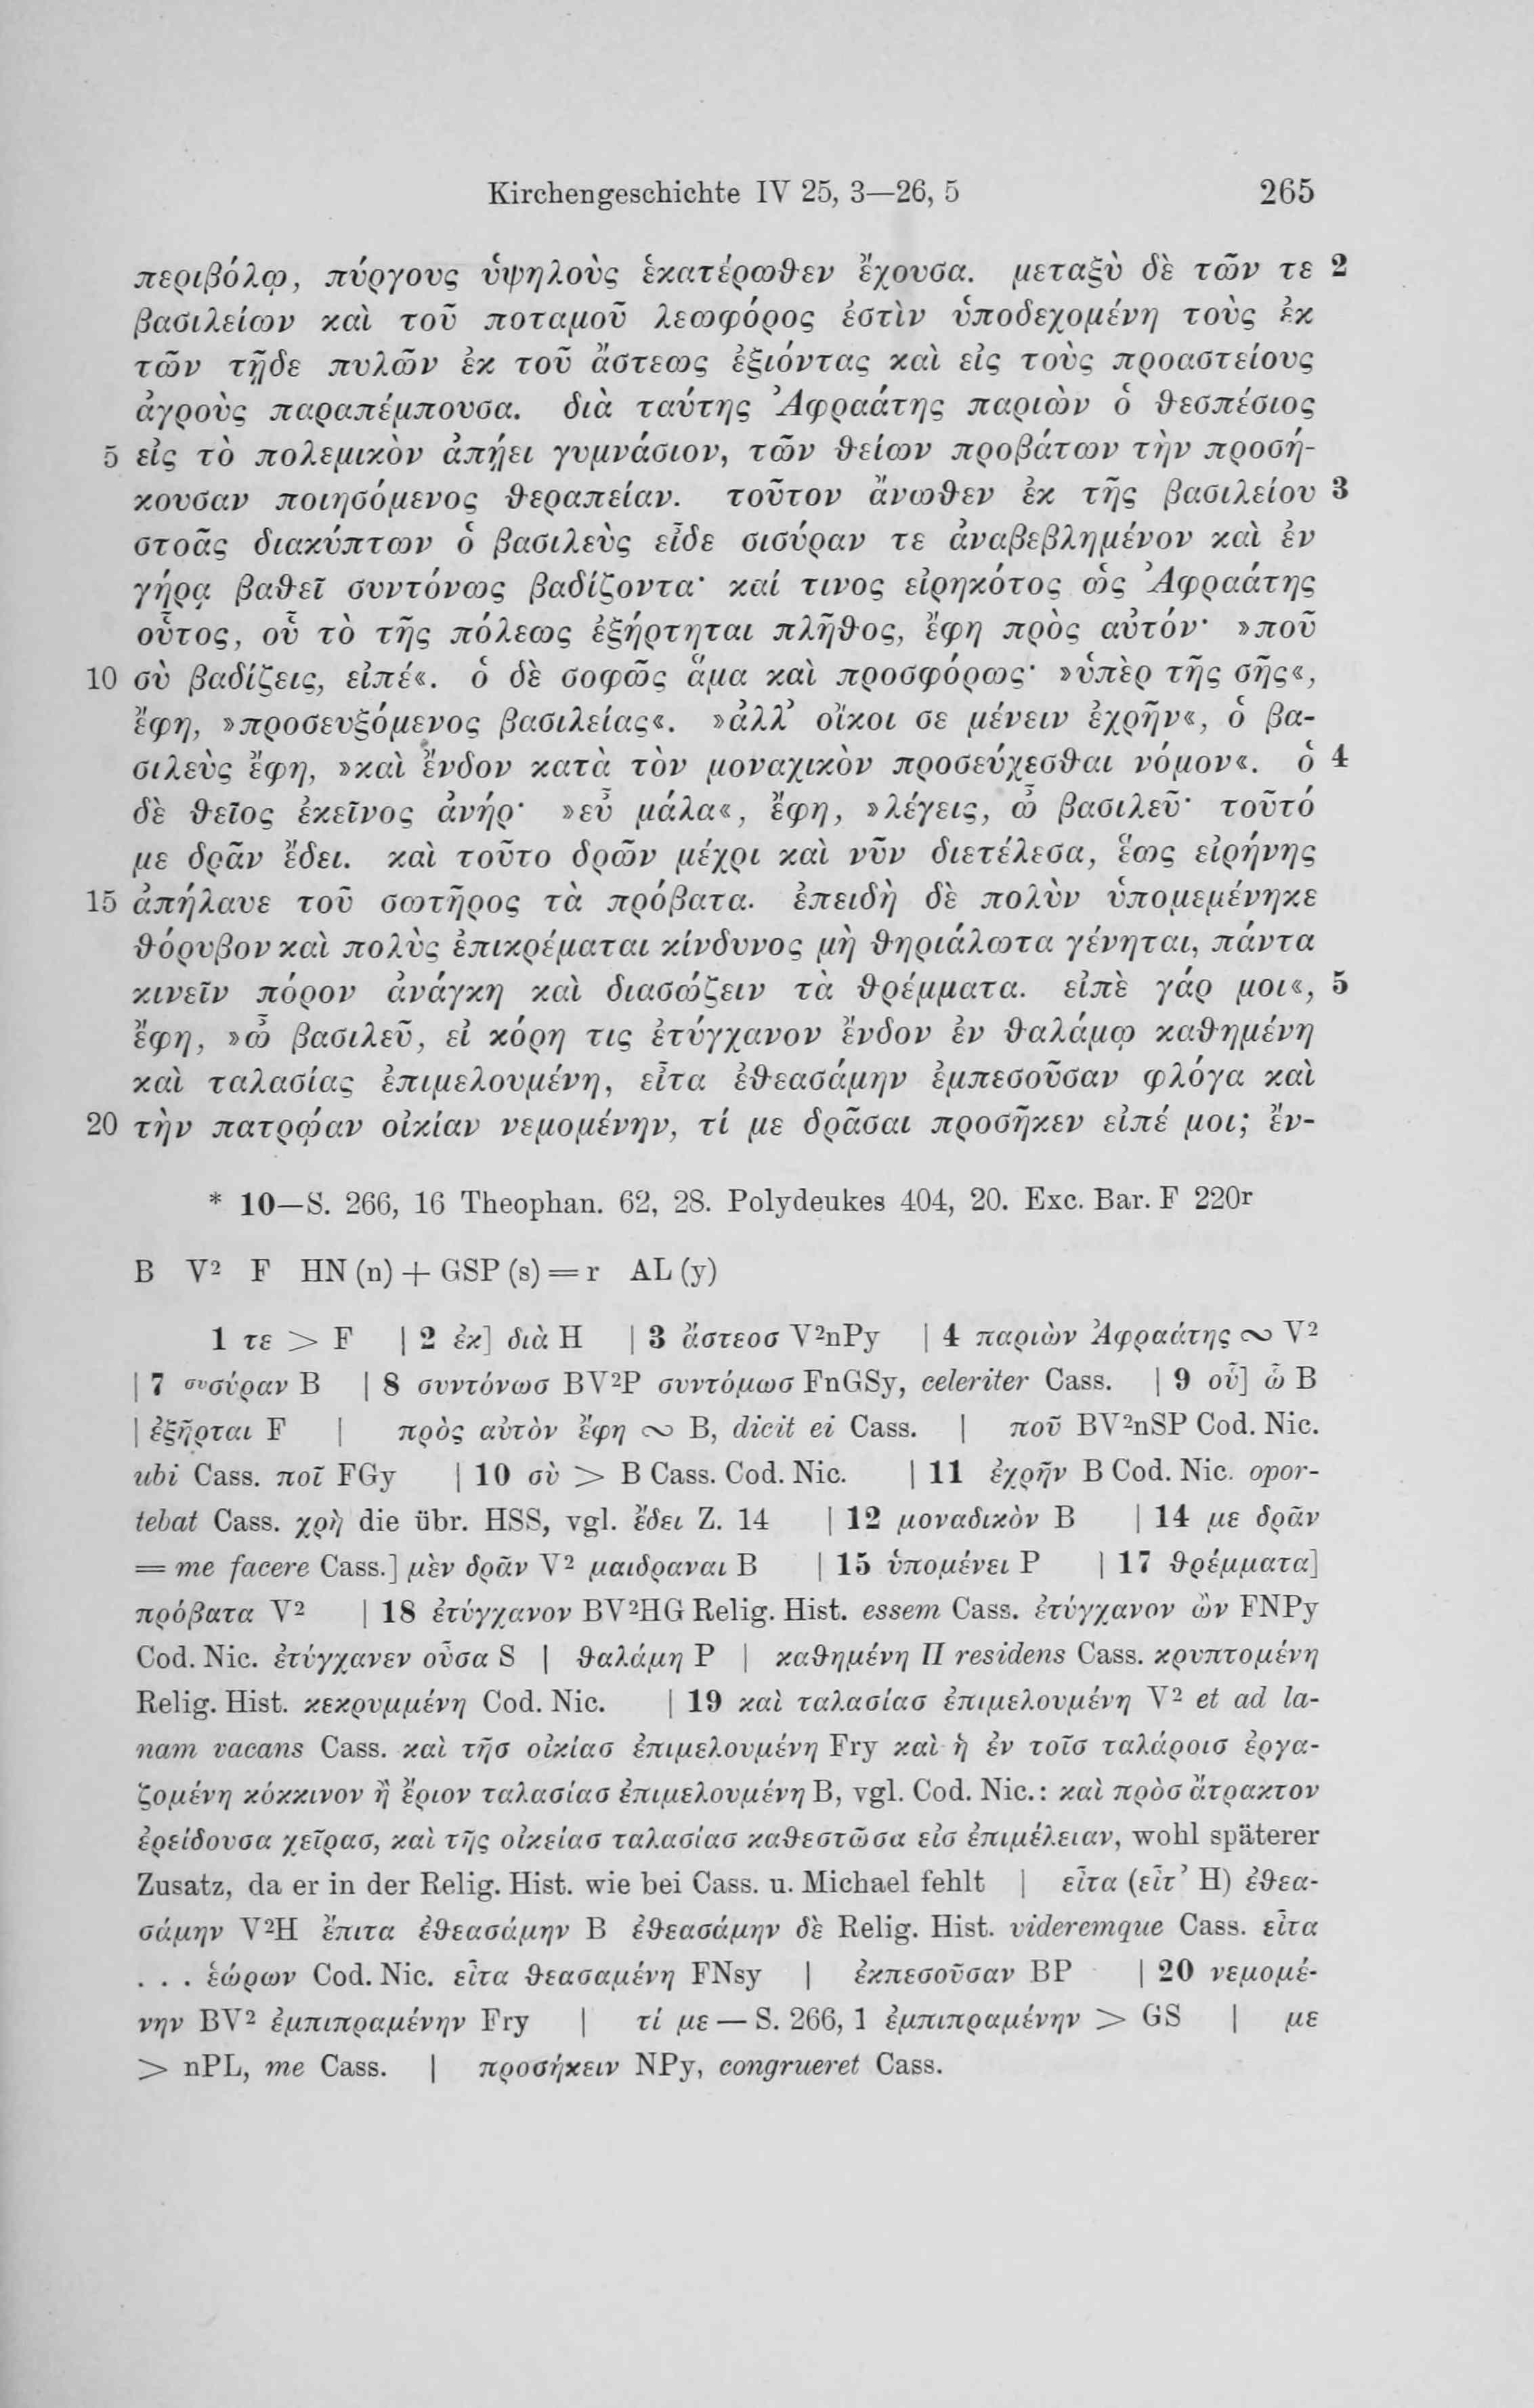 Kirchengeschichte IV 25, 3—26, 5 265
περιβόλῳ, πύργους ὑψηλοὺς ἑκατέρωθεν ἔχουσα. μεταξὺ δὲ τῶν τε 2
βασιλείων καὶ τοῦ ποταμοῦ λεωφόρος ἐστὶν ὑποδεχομένη τοὺς ἐκ
τῶν τῇδε πυλῶν ἐκ τοῦ ἄστεως ἐξιόντας καὶ εἰς τοὺς προαστείους
ἀγροὺς παραπέμπουσα. διὰ ταύτης Ἀφραάτης παριὼν ὁ θεσπέσιος
5 εἰς τὸ πολεμικὸν ἀπῄει γυμνάσιον, τῶν θείων προβάτων τὴν προσή-
κουσαν ποιησόμενος θεραπείαν. τοῦτον ἄνωθεν ἐκ τῆς βασιλείου 3
στοᾶς διακύπτων ὁ βασιλεὺς εἶδε σισύραν τε ἀναβεβλημένον καὶ ἐν
γήρᾳ βαθεῖ συντόνως βαδίζοντα· καί τινος εἰρηκότος ὡς Ἀφραάτης
οὗτος, οὗ τὸ τῆς πόλεως ἐξήρτηται πλῆθος, ἔφη πρὸς αὐτόν· »ποῦ
10 σὺ βαδίζεις, εἰπέ«. ὁ δὲ σοφῶς ἅμα καὶ προσφόρως· »ὑπὲρ τῆς σῆς«,
ἔφη, »προσευξόμενος βασιλείας«. »ἀλλ’ οἴκοι σε μένειν ἐχρῆν«, ὁ βα-
σιλεὺς ἔφη, »καὶ ἔνδον κατὰ τὸν μοναχικὸν προσεύχεσθαι νόμον«. ὁ 4
δὲ θεῖος ἐκεῖνος ἀνήρ· »εὖ μάλα«, ἔφη, »λέγεις, ὦ βασιλεῦ· τοῦτό
με δρᾶν ἔδει. καὶ τοῦτο δρῶν μέχρι καὶ νῦν διετέλεσα, ἕως εἰρήνης
15 ἀπήλαυε τοῦ σωτῆρος τὰ πρόβατα. ἐπειδὴ δὲ πολὺν ὑπομεμένηκε
θόρυβον καὶ πολὺς ἐπικρέμαται κίνδυνος μὴ θηριάλωτα γένηται, πάντα
κινεῖν πόρον ἀνάγκη καὶ διασῴζειν τὰ θρέμματα. εἰπὲ γάρ μοι«, 5
ἔφη, »ὦ βασιλεῦ, εἰ κόρη τις ἐτύγχανον ἔνδον ἐν θαλάμῳ καθημένη
καὶ ταλασίας ἐπιμελουμένη, εἶτα ἐθεασάμην ἐμπεσοῦσαν φλόγα καὶ
20 τὴν πατρῴαν οἰκίαν νεμομένην, τί με δρᾶσαι προσῆκεν εἰπέ μοι; ἔν-
* 10—S. 266, 16 Theophan. 62, 28. Polydeukes 404, 20. Exc. Bar. F 220r
B V² F HN (n) + GSP (s) = r AL (y)
1 τε > F | 2 ἐκ] διὰ H | 3 ἄστεοσ V²nPy | 4 παριὼν Ἀφραάτης ∾ V²
| 7 συσύραν B | 8 συντόνωσ BV²P συντόμωσ FnGSy, celeriter Cass. | 9 οὗ] ὦ B
| ἐξῆρται F | πρὸς αὐτὸν ἔφη ∾ B, dicit ei Cass. | ποῦ BV²nSP Cod. Nic.
ubi Cass. ποῖ FGy | 10 σὺ > B Cass. Cod. Nic. | 11 ἐχρῆν B Cod. Nic. opor-
tebat Cass. χρὴ die übr. HSS, vgl. ἔδει Z. 14 | 12 μοναδικὸν B | 14 με δρᾶν
= me facere Cass.] μὲν δρᾶν V² μαιδραναι B | 15 ὑπομένει P | 17 θρέμματα]
πρόβατα V² | 18 ἐτύγχανον BV²HG Relig. Hist. essem Cass. ἐτύγχανον ὢν FNPy
Cod. Nic. ἐτύγχανεν οὖσα S | θαλάμη P | καθημένη Π residens Cass. κρυπτομένη
Relig. Hist. κεκρυμμένη Cod. Nic. | 19 καὶ ταλασίασ ἐπιμελουμένη V² et ad la-
nam vacans Cass. καὶ τῆσ οἰκίασ ἐπιμελουμένη Fry καὶ ἡ ἐν τοῖσ ταλάροισ ἐργα-
ζομένη κόκκινον ἢ ἔριον ταλασίασ ἐπιμελουμένη B, vgl. Cod. Nic.: καὶ πρὸσ ἄτρακτον
ἐρείδουσα χεῖρασ, καὶ τῆς οἰκείασ ταλασίασ καθεστῶσα εἰσ ἐπιμέλειαν, wohl späterer
Zusatz, da er in der Relig. Hist. wie bei Cass. u. Michael fehlt | εἶτα (εἶτ’ H) ἐθεα-
σάμην V²H ἔπιτα ἐθεασάμην B ἐθεασάμην δὲ Relig. Hist. videremque Cass. εἶτα
. . . ἑώρων Cod. Nic. εἶτα θεασαμένη FNsy | ἐκπεσοῦσαν BP | 20 νεμομέ-
νην BV² ἐμπιπραμένην Fry | τί με — S. 266, 1 ἐμπιπραμένην > GS | με
> nPL, me Cass. | προσήκειν NPy, congrueret Cass.